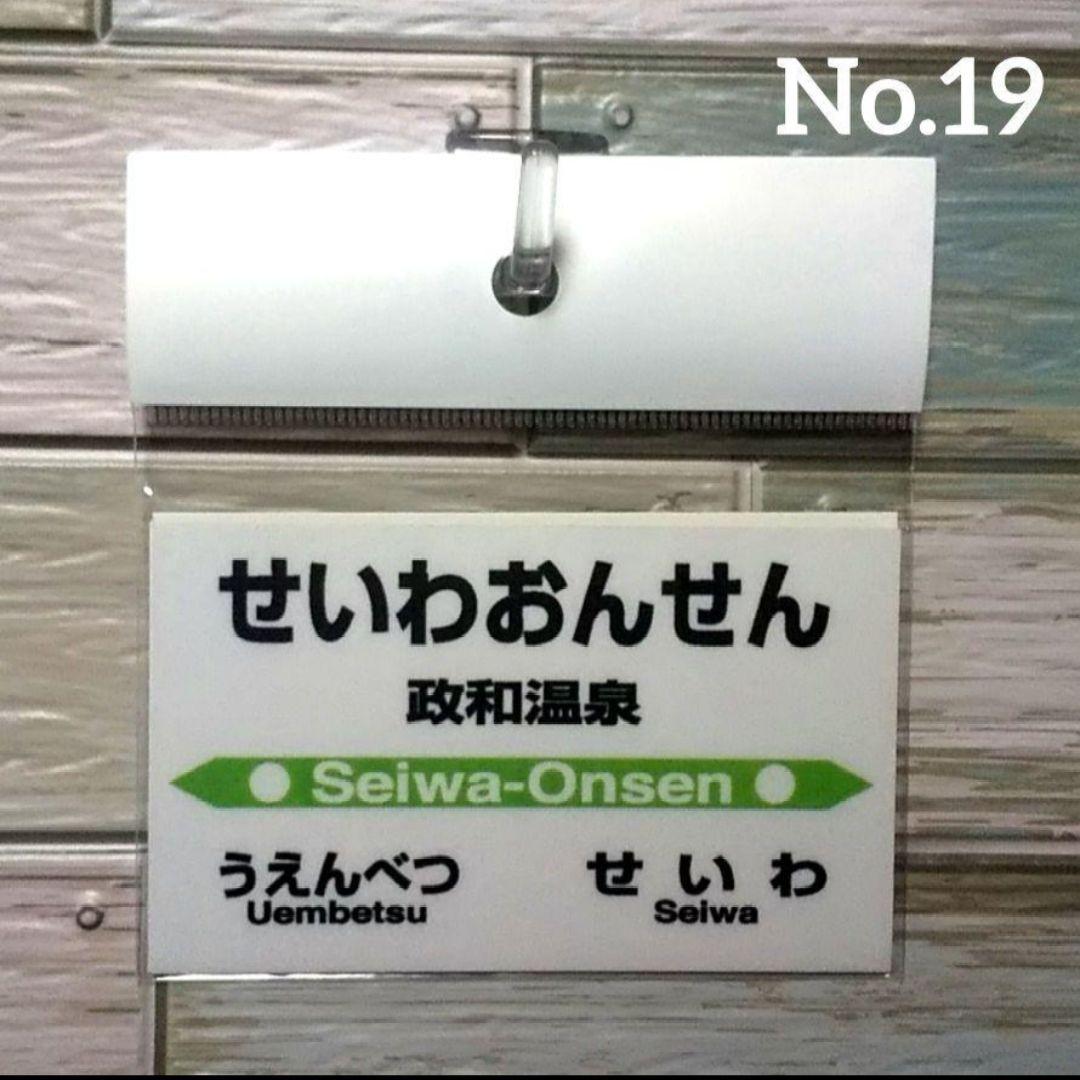 No.19
せいわおんせん
政和温泉
Seiwa-Onsen
うえんべつ せいわ
Uembetsu Seiwa